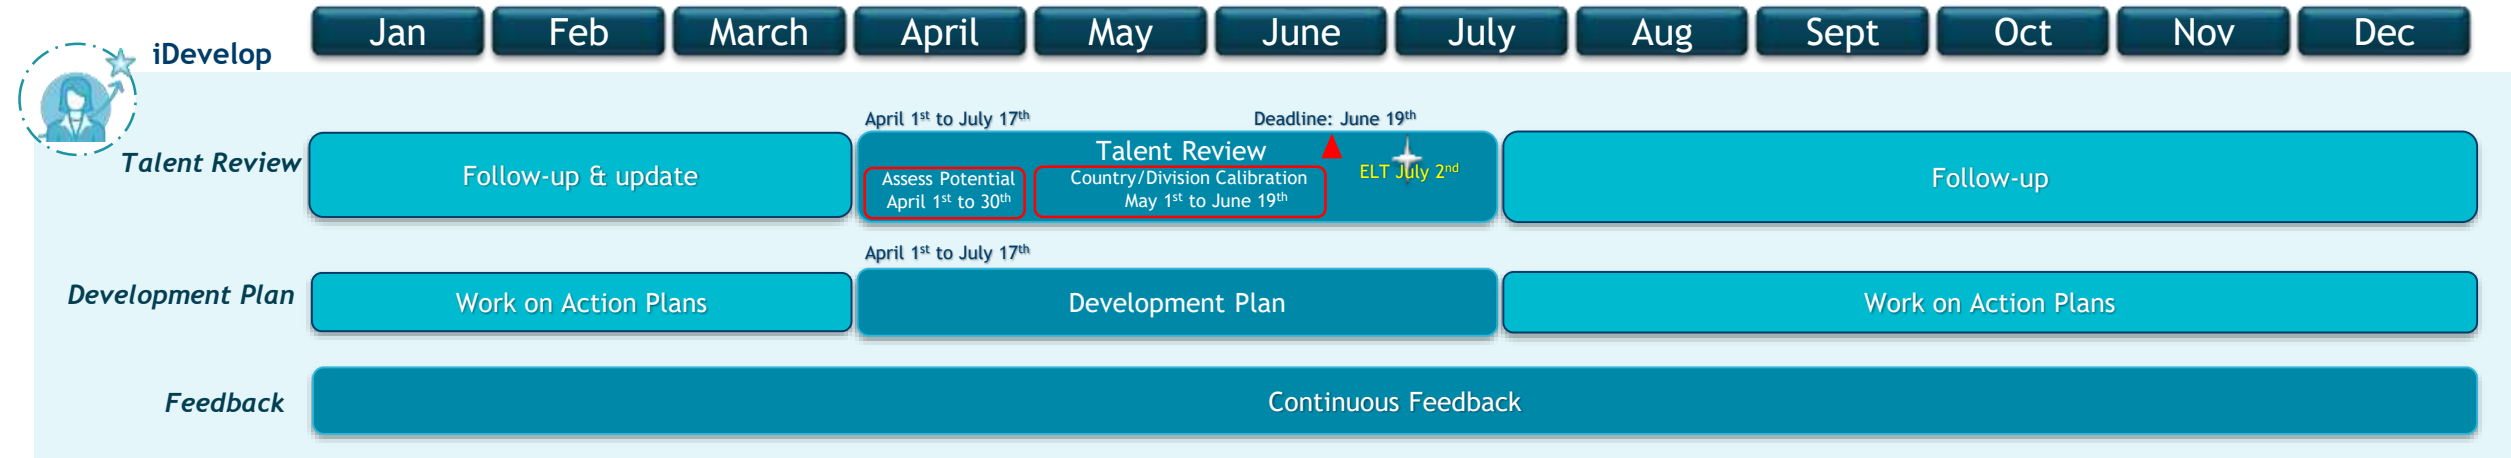 iDevelop
Jan Feb March April May June July Aug Sept Oct Nov Dec
April 1st to July 17th
Deadline: June 19th
Talent Review
Follow-up & update
Talent Review
Assess Potential
April 1st to 30th
Country/Division Calibration
May 1st to June 19th
ELT July 2nd
Follow-up
April 1st to July 17th
Development Plan
Work on Action Plans
Development Plan
Work on Action Plans
Feedback
Continuous Feedback